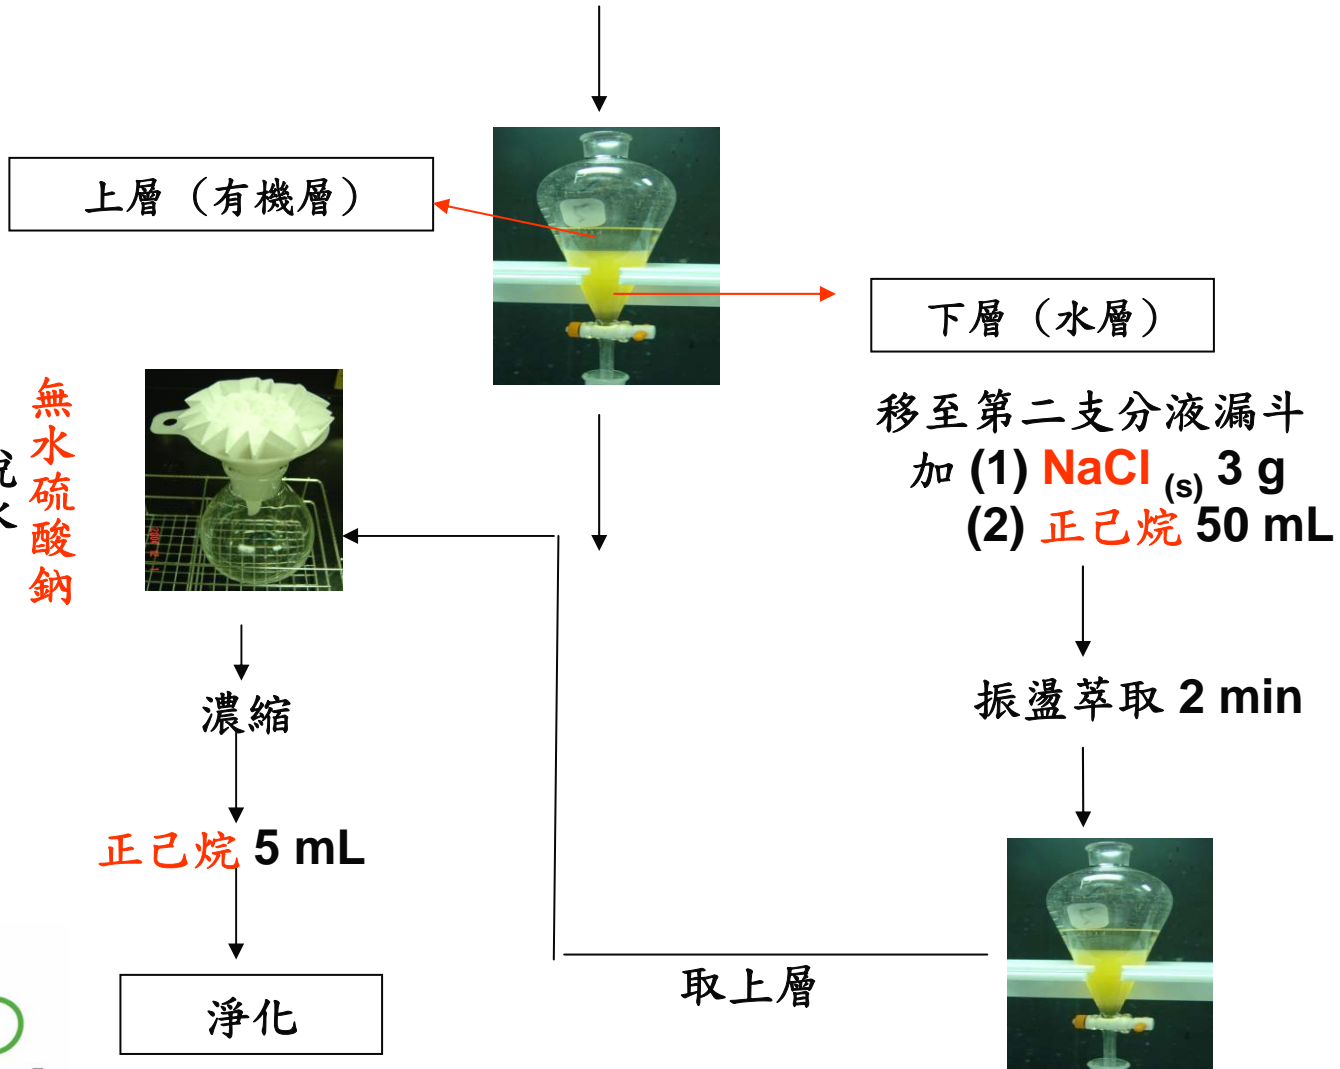 上層（有機層）
下層（水層）
移至第二支分液漏斗
加 (1) NaCl (s) 3 g
(2) 正己烷 50 mL
振盪萃取 2 min
取上層
無水硫酸鈉
濃縮
正己烷 5 mL
淨化